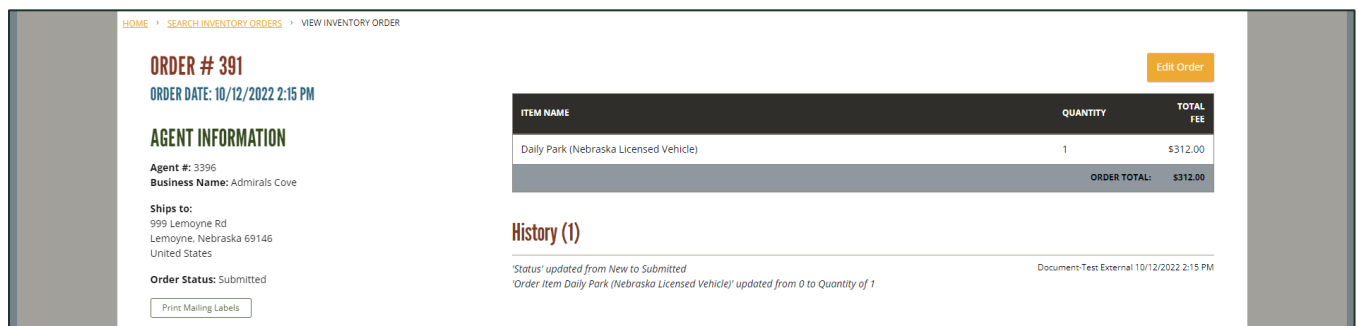 HOME › SEARCH INVENTORY ORDERS › VIEW INVENTORY ORDER
ORDER # 391
ORDER DATE: 10/12/2022 2:15 PM
AGENT INFORMATION
Agent #: 3396
Business Name: Admirals Cove
Ships to:
999 Lemoyne Rd
Lemoyne, Nebraska 69146
United States
Order Status: Submitted
Print Mailing Labels
Edit Order
ITEM NAME QUANTITY TOTAL FEE
Daily Park (Nebraska Licensed Vehicle) 1 $312.00
ORDER TOTAL: $312.00
History (1)
'Status' updated from New to Submitted Document-Test External 10/12/2022 2:15 PM
'Order Item Daily Park (Nebraska Licensed Vehicle)' updated from 0 to Quantity of 1